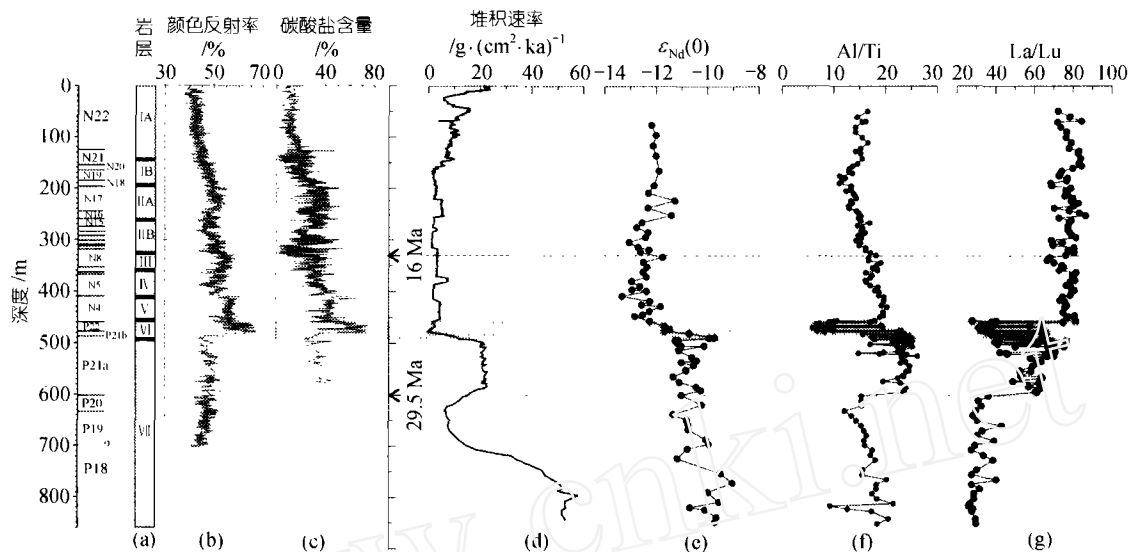 岩层
颜色反射率
/%
碳酸盐含量
/%
堆积速率
/g·(cm²·ka)⁻¹
εNd(0)
Al/Ti
La/Lu
30 50 70
0 40 80
0 20 40 60
−14 −12 −10 −8
0 10 20 30
20 40 60 80 100
深度/m
0
100
200
300
400
500
600
700
800
N22
N21
N20
N19
N18
N17
N16
N15
N8
N5
N4
P22
P21b
P21a
P20
P19
P18
IA
IB
IIA
IIB
III
IV
V
VI
VII
16 Ma
29.5 Ma
(a)
(b)
(c)
(d)
(e)
(f)
(g)
www.cnki.net